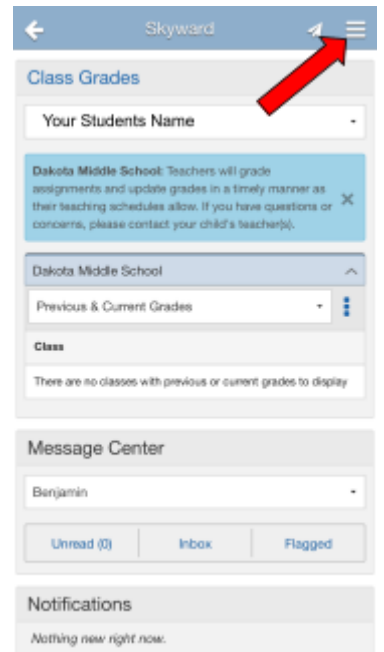 Skyward
Class Grades
Your Students Name
Dakota Middle School: Teachers will grade
assignments and update grades in a timely manner as
their teaching schedules allow. If you have questions or
concerns, please contact your child's teacher(s).
Dakota Middle School
Previous & Current Grades
Class
There are no classes with previous or current grades to display
Message Center
Benjamin
Unread (0) Inbox Flagged
Notifications
Nothing new right now.